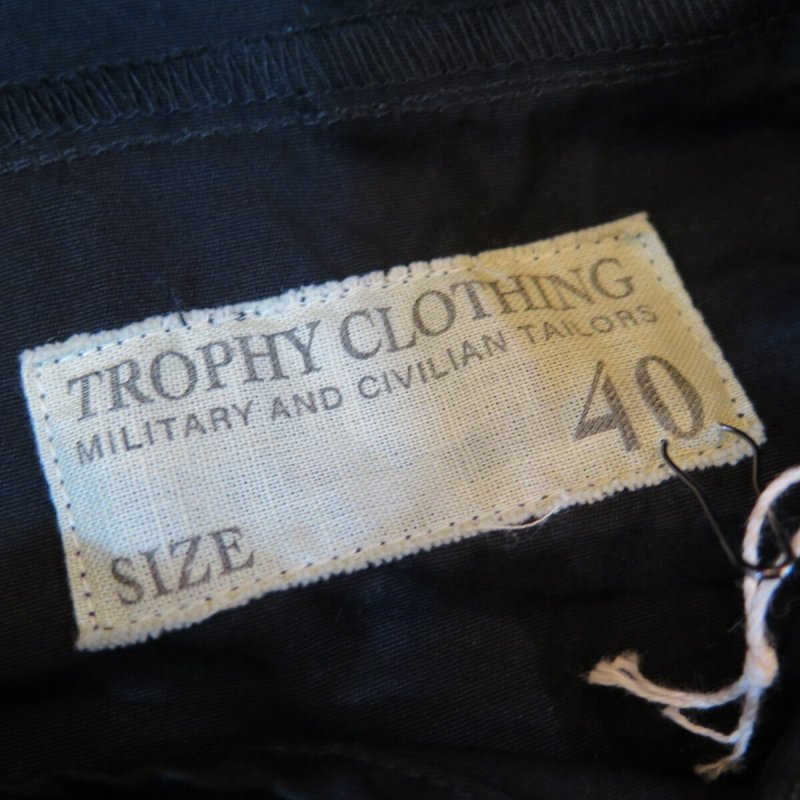 TROPHY CLOTHING
MILITARY AND CIVILIAN TAILORS
40
SIZE